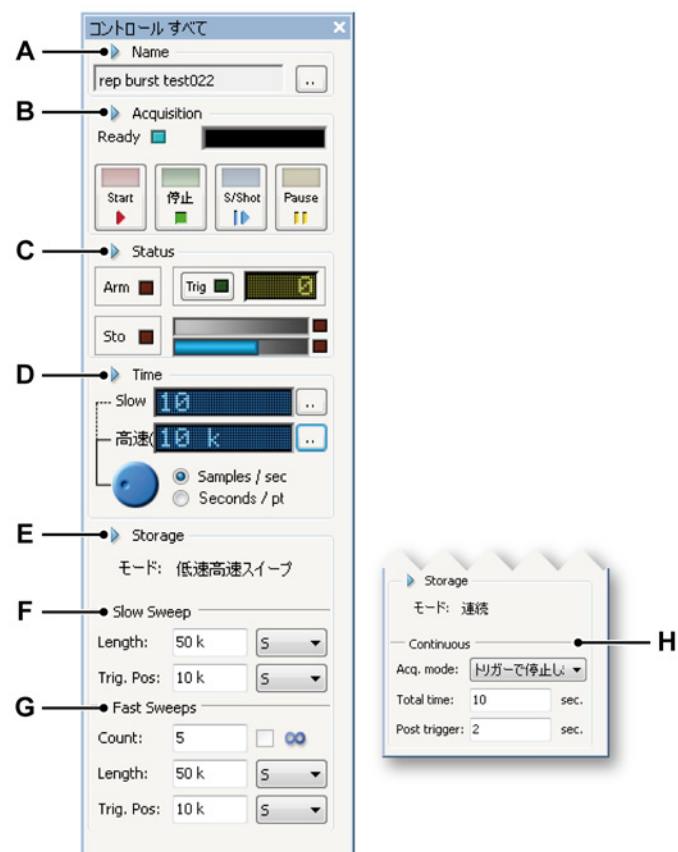 コントロール すべて
A
Name
rep burst test022
..
B
Acquisition
Ready
Start
停止
S/Shot
Pause
C
Status
Arm
Trig
0
Sto
D
Time
Slow
10
..
高速(
10 k
..
Samples / sec
Seconds / pt
E
Storage
モード: 低速高速スイープ
F
Slow Sweep
Length: 50 k S
Trig. Pos: 10 k S
G
Fast Sweeps
Count: 5 ∞
Length: 50 k S
Trig. Pos: 10 k S
Storage
モード: 連続
H
Continuous
Acq. mode: トリガーで停止し
Total time: 10 sec.
Post trigger: 2 sec.